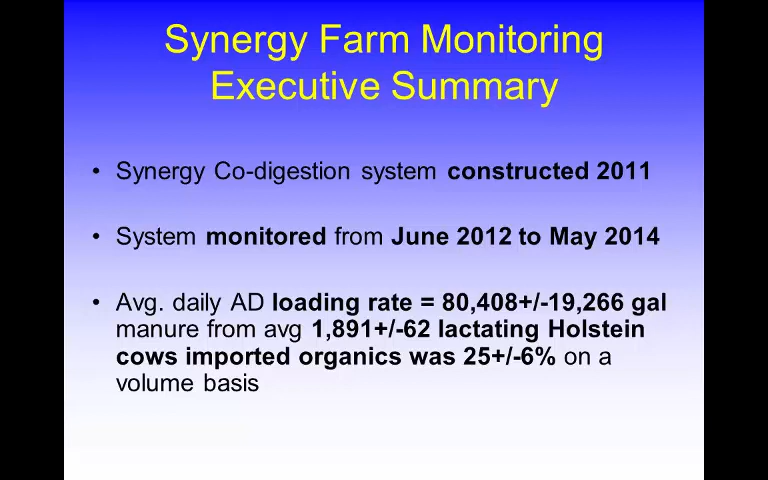 Synergy Farm Monitoring
Executive Summary
• Synergy Co-digestion system constructed 2011
• System monitored from June 2012 to May 2014
• Avg. daily AD loading rate = 80,408+/-19,266 gal
manure from avg 1,891+/-62 lactating Holstein
cows imported organics was 25+/-6% on a
volume basis